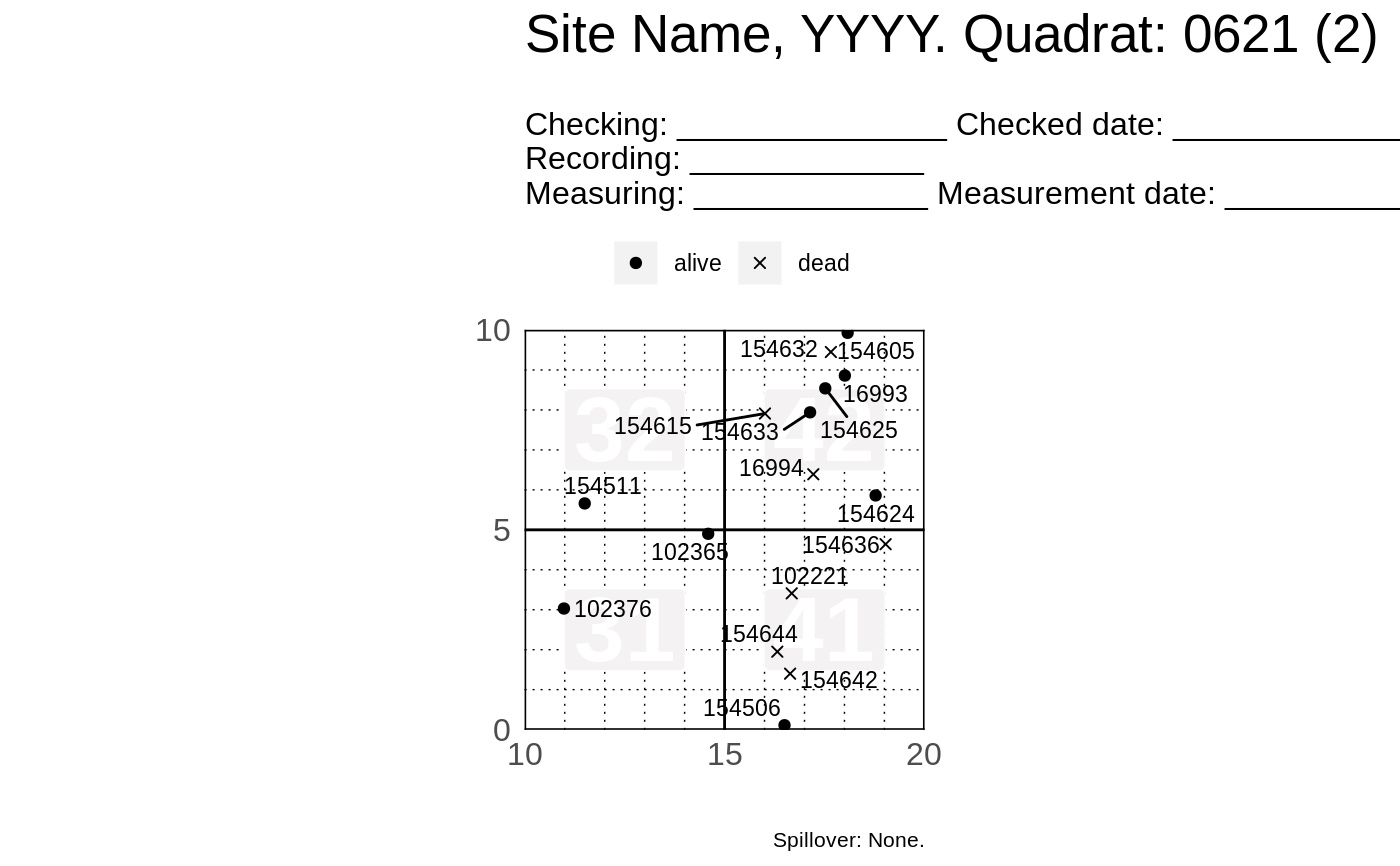 Site Name, YYYY. Quadrat: 0621 (2)
Checking: _______________ Checked date: _____________
Recording: _____________
Measuring: _____________ Measurement date: __________
alive dead
10
154632 154605
16993
32 42
154615 154633 154625
16994
154511
154624
5
102365 154636
102221
102376
31 41
154644
154642
154506
0
10 15 20
Spillover: None.